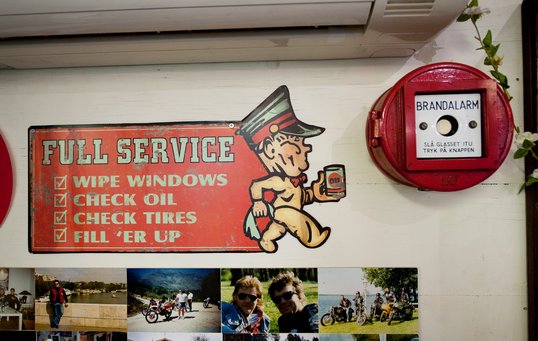 FULL SERVICE
WIPE WINDOWS
CHECK OIL
CHECK TIRES
FILL 'ER UP
BRANDALARM
SLÅ GLASSET ITU
TRYK PÅ KNAPPEN